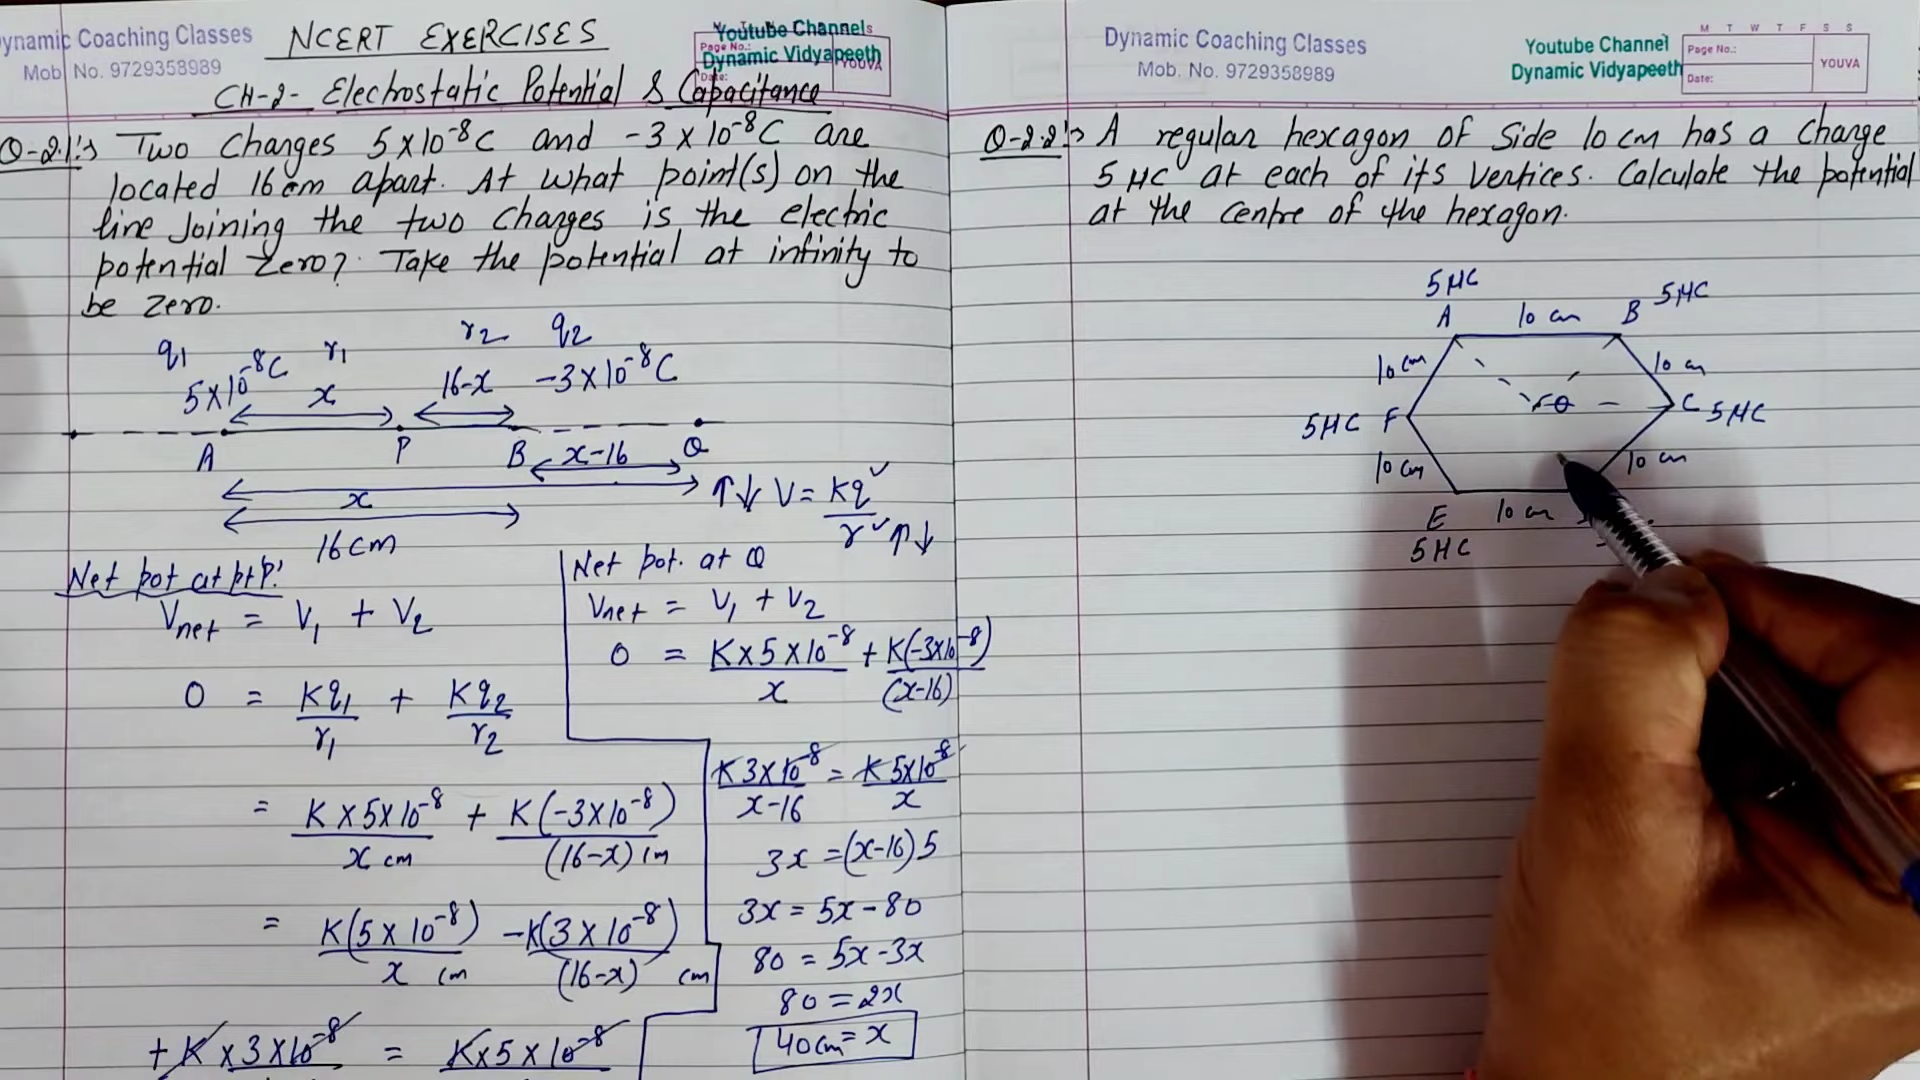 Dynamic Coaching Classes
Mob. No. 9729358989
NCERT EXERCISES
Youtube Channels
Dynamic Vidyapeeth
Page No.:
Date:
YOUVA
CH-2- Electrostatic Potential & Capacitance
Q-2.1:→ Two Charges 5×10⁻⁸C and -3×10⁻⁸C are
located 16cm apart. At what point(s) on the
line Joining the two charges is the electric
potential Zero? Take the potential at infinity to
be Zero.
q1 r1 r2 q2
5×10⁻⁸C x 16-x -3×10⁻⁸C
A P B x-16 Q
x
16cm
↑↓ V = Kq/r ↑↓
Net pot at pt P:
Vnet = V₁ + V₂
0 = Kq₁/r₁ + Kq₂/r₂
= K×5×10⁻⁸/x cm + K(-3×10⁻⁸)/(16-x) cm
= K(5×10⁻⁸)/x cm -K(3×10⁻⁸)/(16-x) cm
+K×3×10⁻⁸ = K×5×10⁻⁸
Net pot. at Q
Vnet = V₁ + V₂
0 = K×5×10⁻⁸/x + K(-3×10⁻⁸)/(x-16)
K3×10⁻⁸/x-16 = K5×10⁻⁸/x
3x = (x-16)5
3x = 5x-80
80 = 5x-3x
80 = 2x
40cm = x
Dynamic Coaching Classes
Mob. No. 9729358989
Youtube Channel
Dynamic Vidyapeeth
M T W T F S S
Page No.:
Date:
YOUVA
Q-2.2:→ A regular hexagon of Side 10 cm has a Charge
5 μC at each of its Vertices. Calculate the potential
at the Centre of the hexagon.
5μC
A 10 cm B 5μC
10 cm 10 cm
5μC F O C 5μC
10 cm 10 cm
E 10 cm
5μC